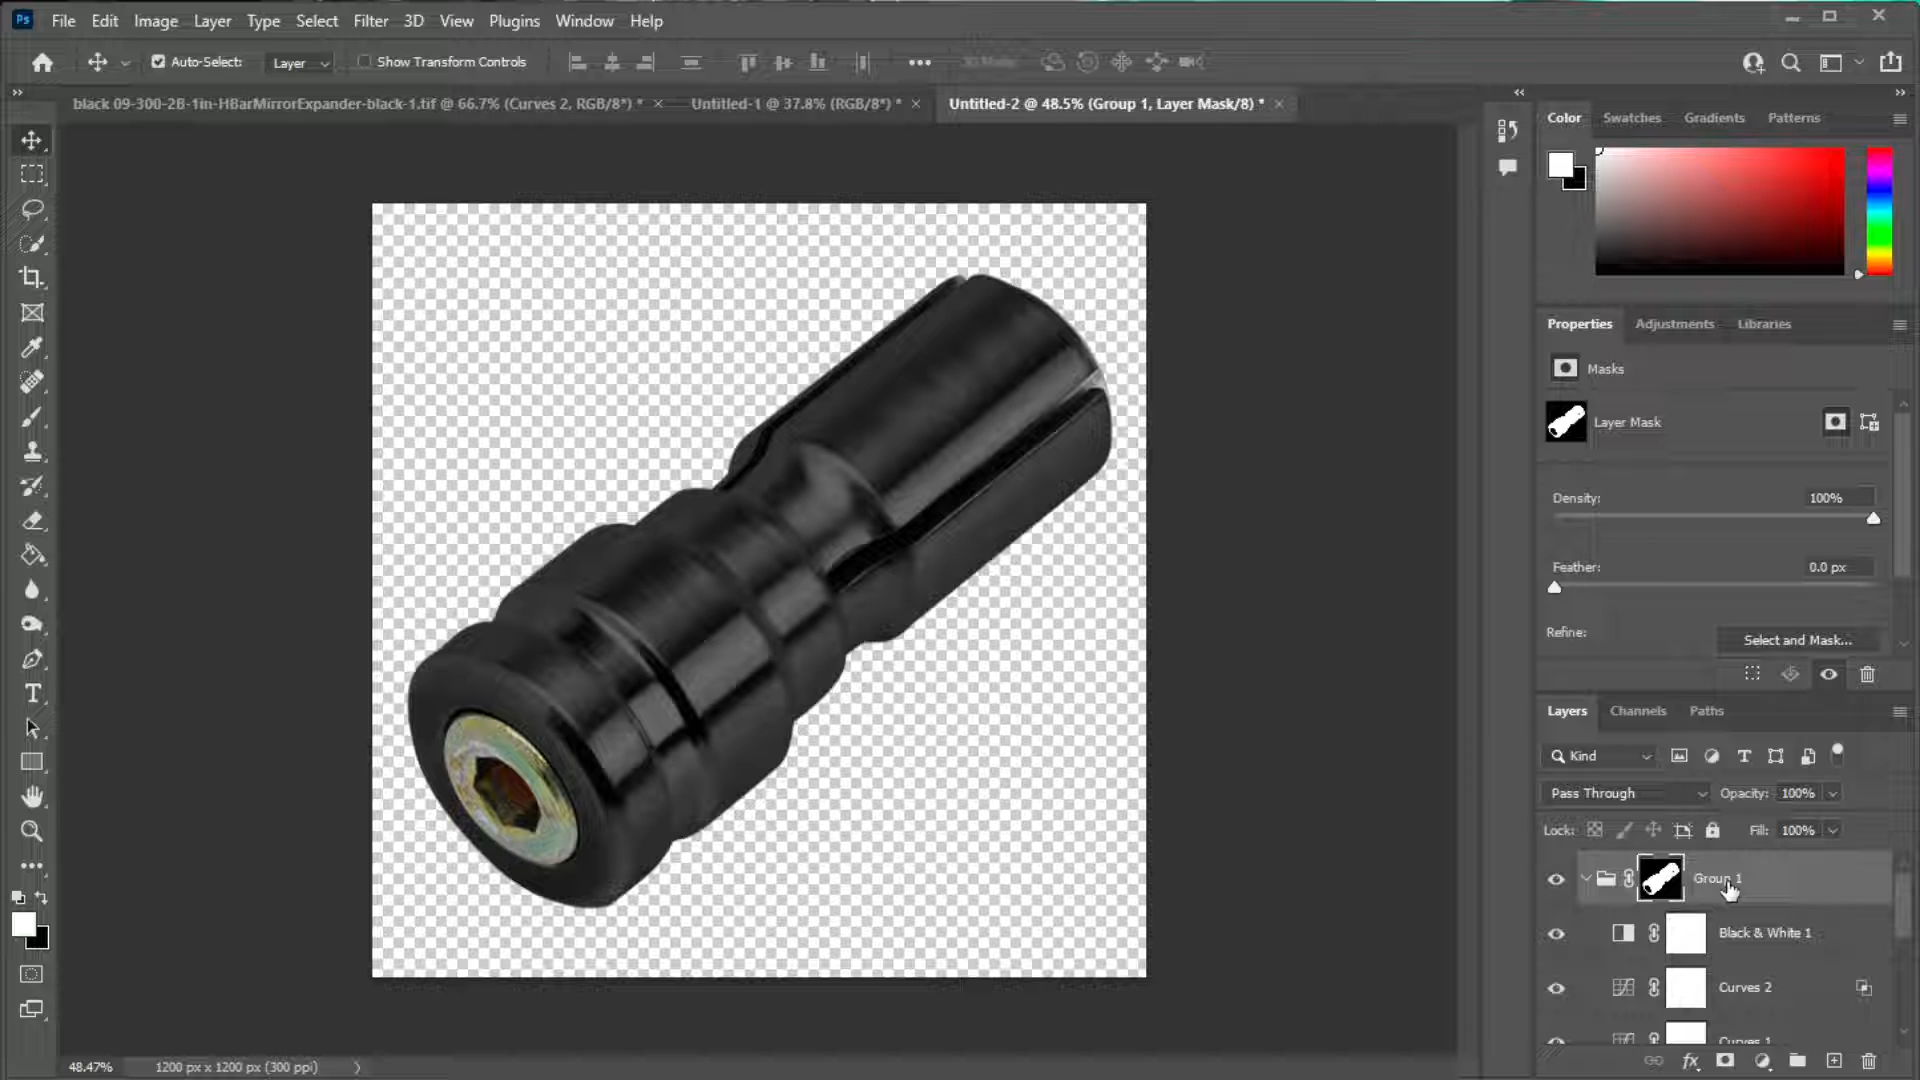 Ps File Edit Image Layer Type Select Filter 3D View Plugins Window Help
Auto-Select: Layer Show Transform Controls
black 09-300-2B-1in-HBarMirrorExpander-black-1.tif @ 66.7% (Curves 2, RGB/8*) * × Untitled-1 @ 37.8% (RGB/8*) * × Untitled-2 @ 48.5% (Group 1, Layer Mask/8) * ×
Color Swatches Gradients Patterns
Properties Adjustments Libraries
Masks
Layer Mask
Density: 100%
Feather: 0.0 px
Refine: Select and Mask...
Layers Channels Paths
Kind
Pass Through Opacity: 100%
Lock: Fill: 100%
Group 1
Black & White 1
Curves 2
Curves 1
48.47% 1200 px x 1200 px (300 ppi)